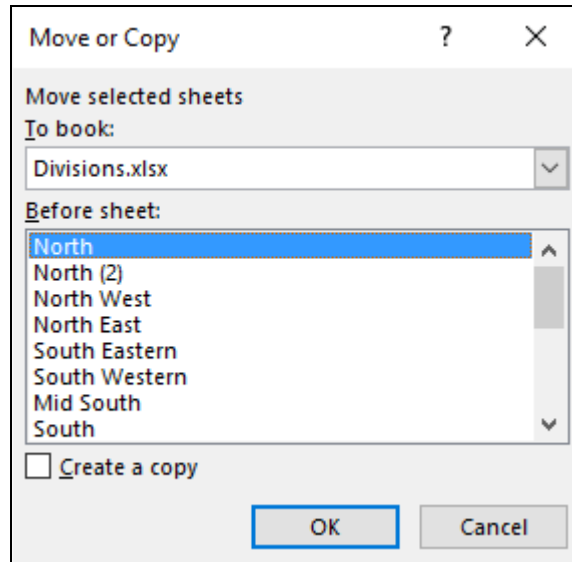 Move or Copy ?
Move selected sheets
To book:
Divisions.xlsx
Before sheet:
North
North (2)
North West
North East
South Eastern
South Western
Mid South
South
Create a copy
OK Cancel